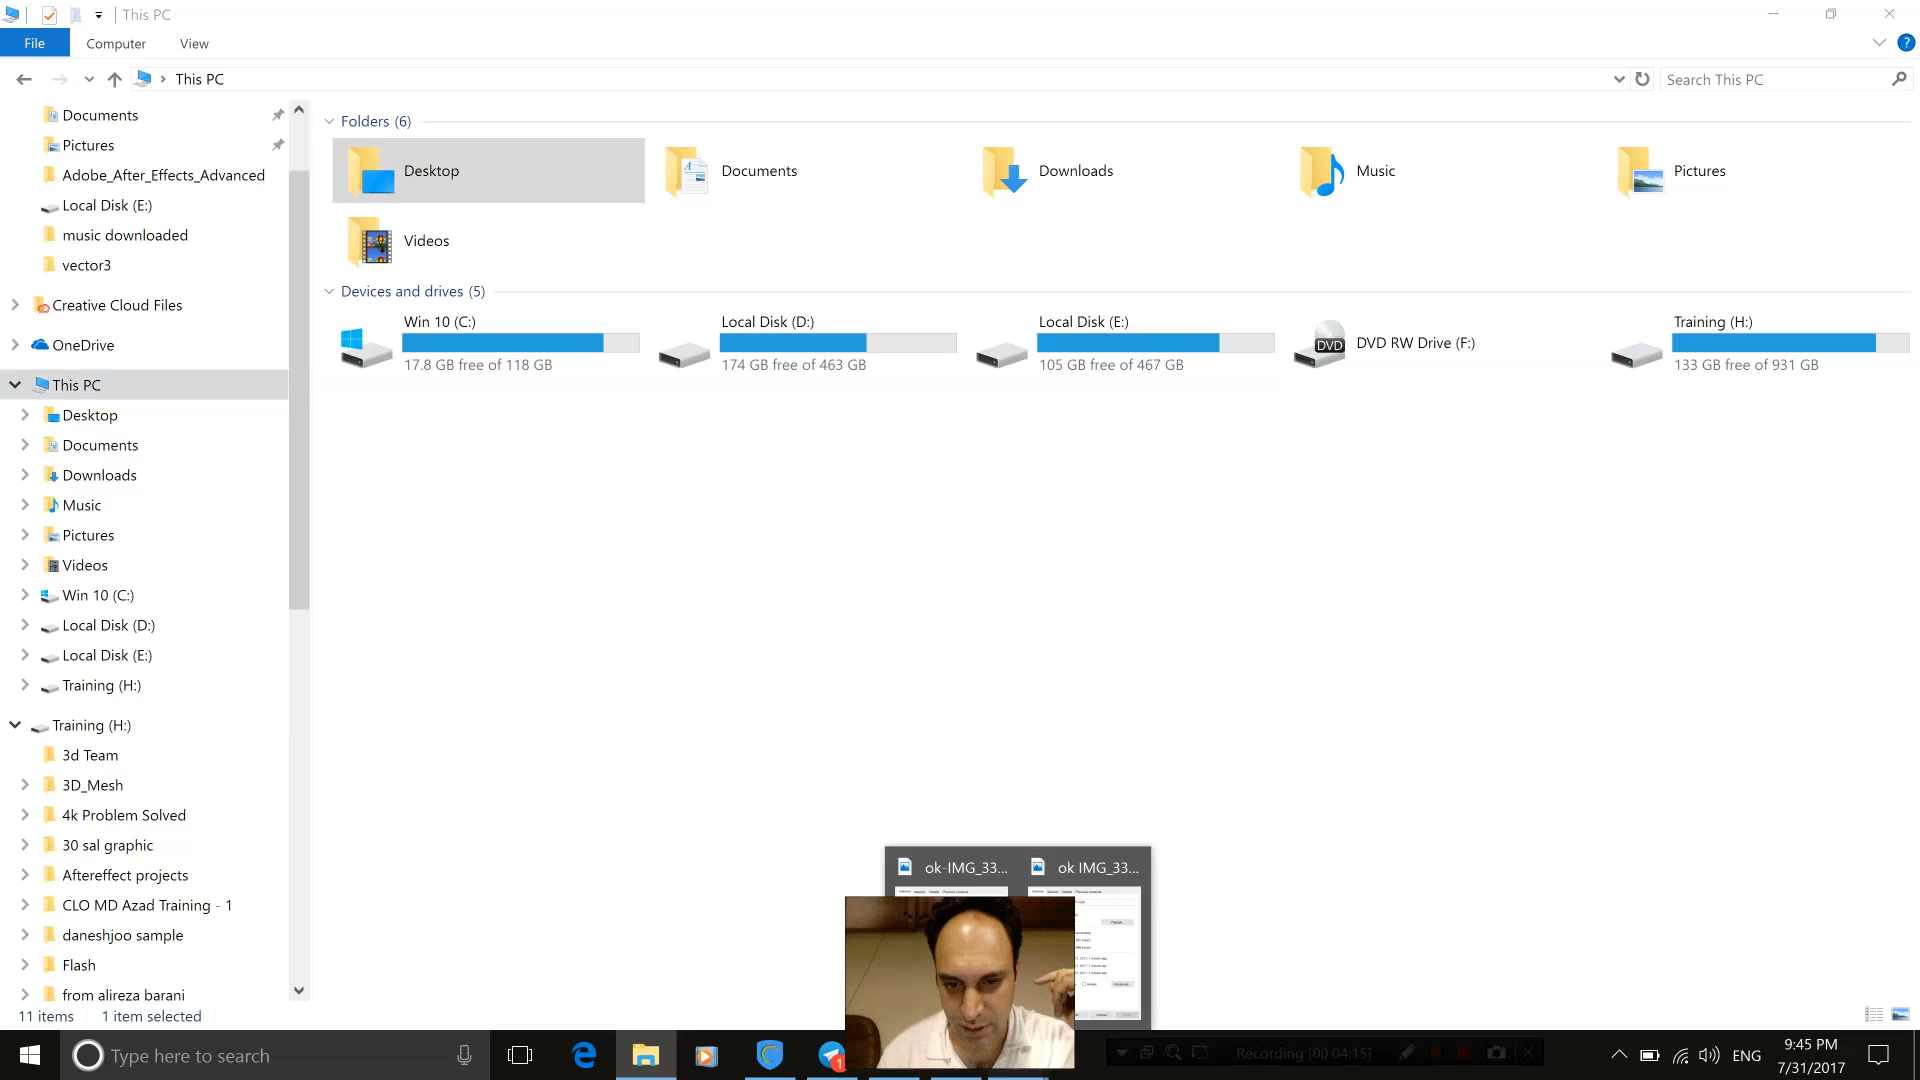 This PC
File
Computer
View
This PC
Search This PC
Documents
Pictures
Adobe_After_Effects_Advanced
Local Disk (E:)
music downloaded
vector3
Creative Cloud Files
OneDrive
This PC
Desktop
Documents
Downloads
Music
Pictures
Videos
Win 10 (C:)
Local Disk (D:)
Local Disk (E:)
Training (H:)
Training (H:)
3d Team
3D_Mesh
4k Problem Solved
30 sal graphic
Aftereffect projects
CLO MD Azad Training - 1
daneshjoo sample
Flash
from alireza barani
Folders (6)
Desktop
Documents
Downloads
Music
Pictures
Videos
Devices and drives (5)
Win 10 (C:)
17.8 GB free of 118 GB
Local Disk (D:)
174 GB free of 463 GB
Local Disk (E:)
105 GB free of 467 GB
DVD
DVD RW Drive (F:)
Training (H:)
133 GB free of 931 GB
ok-IMG_33...
ok IMG_33...
11 items
1 item selected
Type here to search
1
Recording [00:04:15]
ENG
9:45 PM
7/31/2017